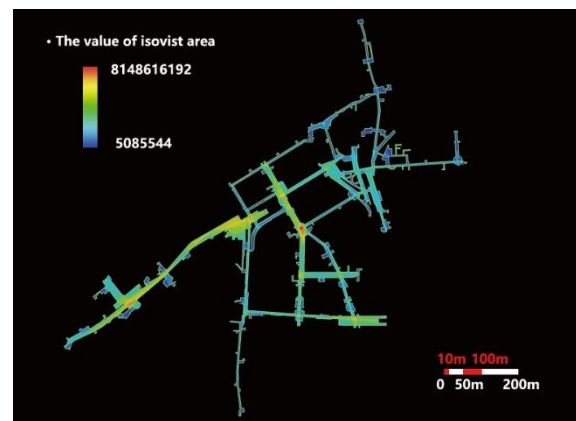 • The value of isovist area
8148616192
5085544
10m 100m
0 50m 200m